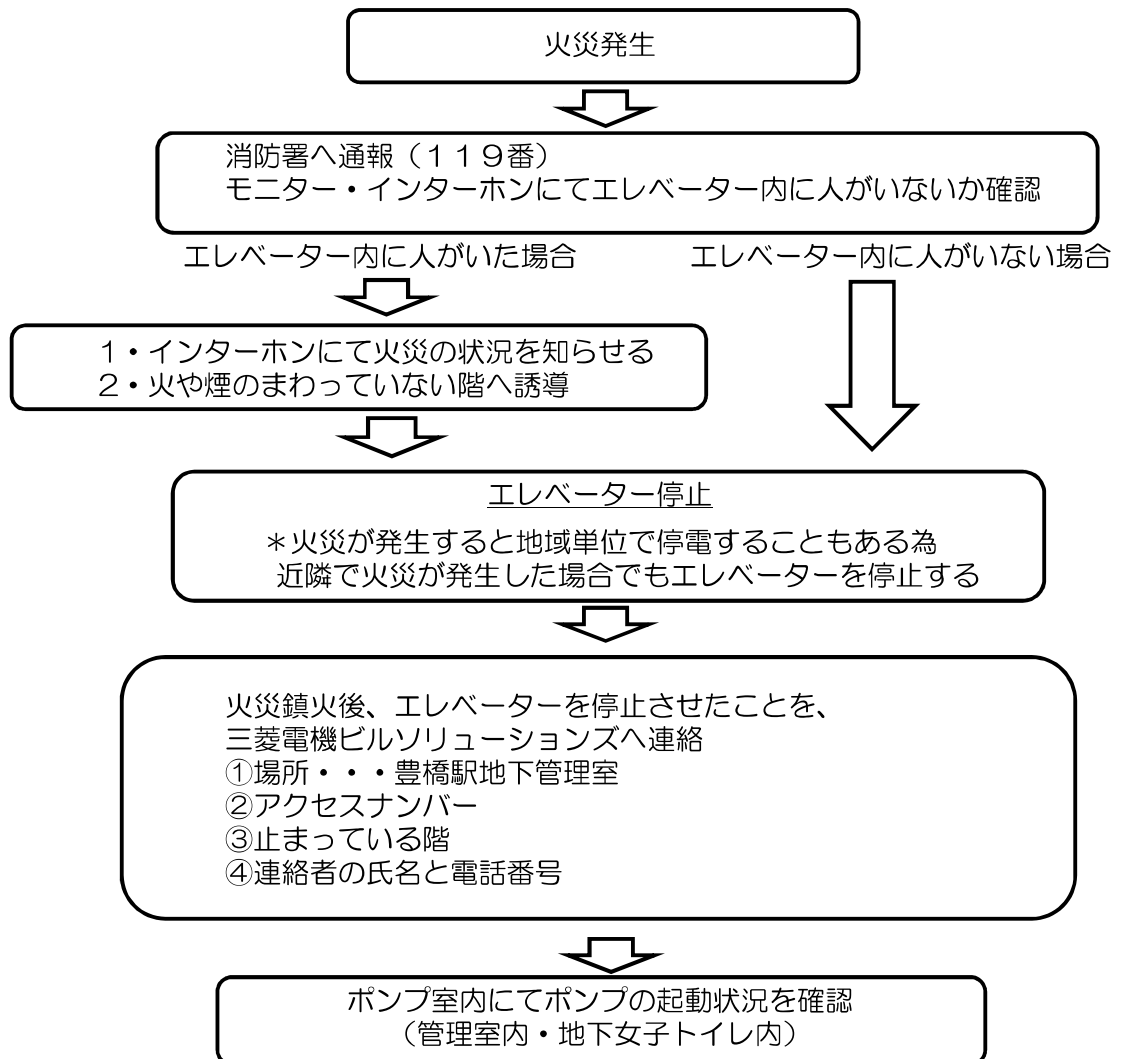 火災発生
消防署へ通報（１１９番）
モニター・インターホンにてエレベーター内に人がいないか確認
エレベーター内に人がいた場合
エレベーター内に人がいない場合
１・インターホンにて火災の状況を知らせる
２・火や煙のまわっていない階へ誘導
エレベーター停止
＊火災が発生すると地域単位で停電することもある為
近隣で火災が発生した場合でもエレベーターを停止する
火災鎮火後、エレベーターを停止させたことを、
三菱電機ビルソリューションズへ連絡
①場所・・・豊橋駅地下管理室
②アクセスナンバー
③止まっている階
④連絡者の氏名と電話番号
ポンプ室内にてポンプの起動状況を確認
（管理室内・地下女子トイレ内）